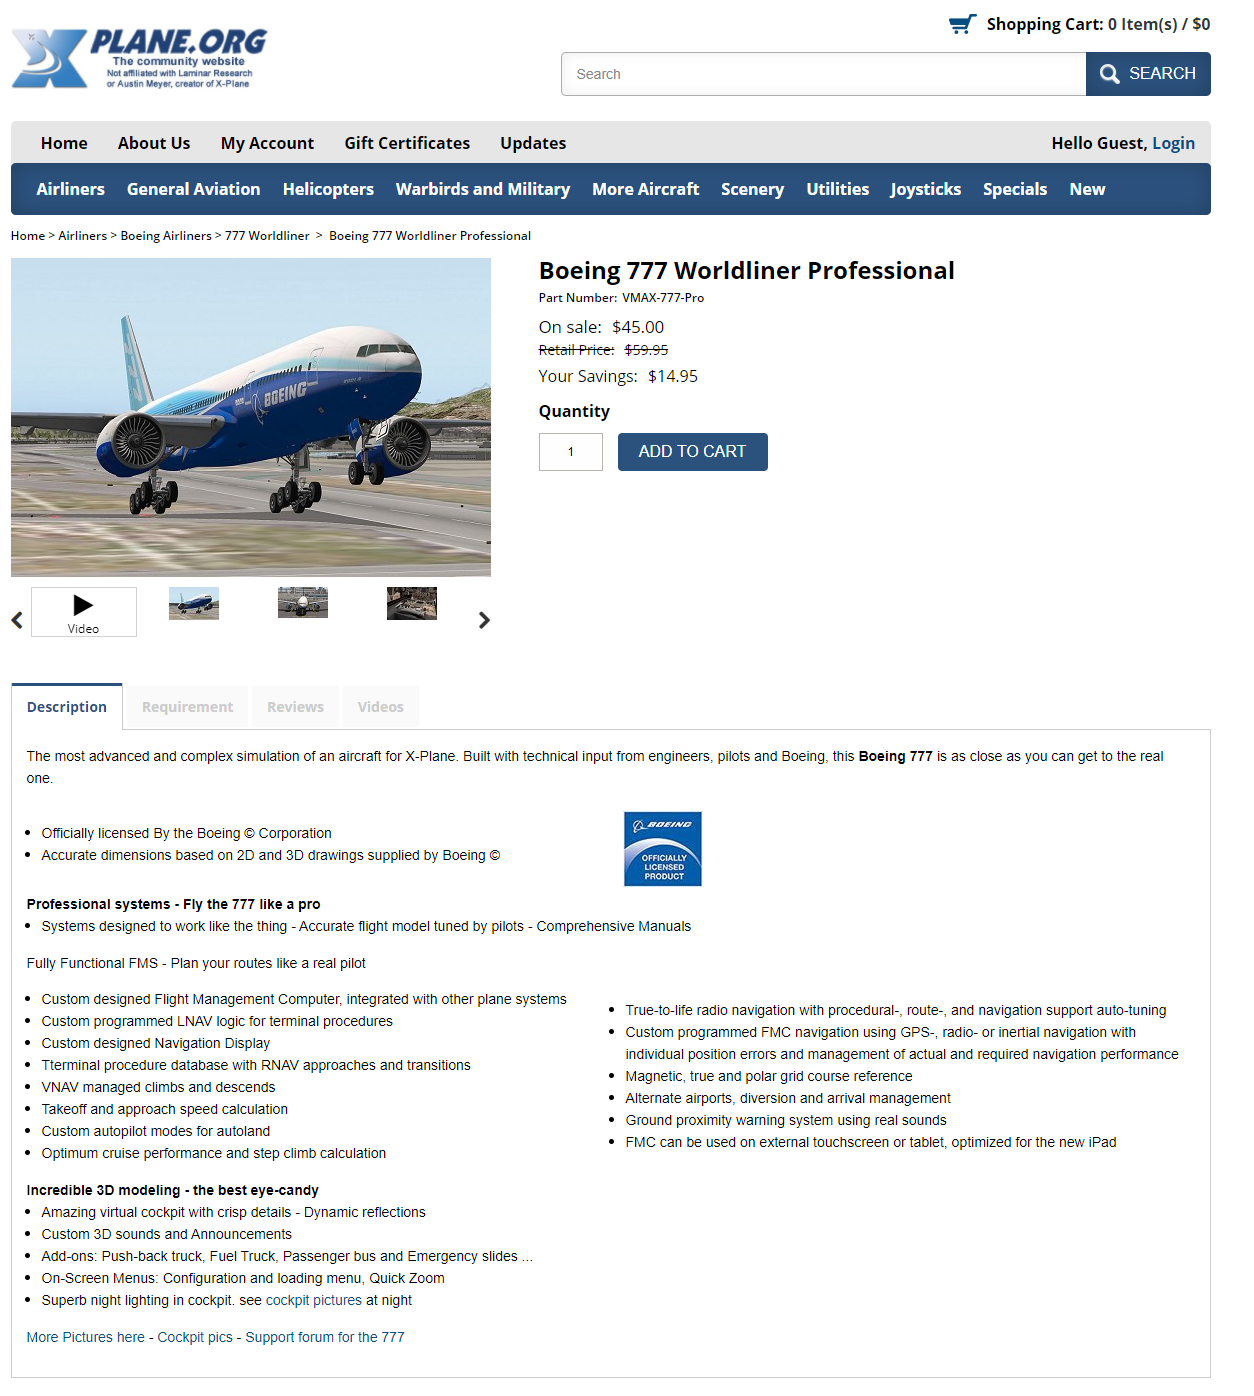 PLANE.ORG
The community website
Not affiliated with Laminar Research
or Austin Meyer, creator of X-Plane
Shopping Cart: 0 Item(s) / $0
Search
SEARCH
Home About Us My Account Gift Certificates Updates
Hello Guest, Login
Airliners General Aviation Helicopters Warbirds and Military More Aircraft Scenery Utilities Joysticks Specials New
Home > Airliners > Boeing Airliners > 777 Worldliner > Boeing 777 Worldliner Professional
BOEING
Boeing 777 Worldliner Professional
Part Number: VMAX-777-Pro
On sale: $45.00
Retail Price: $59.95
Your Savings: $14.95
Quantity
1
ADD TO CART
Video
Description Requirement Reviews Videos
The most advanced and complex simulation of an aircraft for X-Plane. Built with technical input from engineers, pilots and Boeing, this Boeing 777 is as close as you can get to the real
one.
• Officially licensed By the Boeing © Corporation
• Accurate dimensions based on 2D and 3D drawings supplied by Boeing ©
BOEING
OFFICIALLY
LICENSED
PRODUCT
Professional systems - Fly the 777 like a pro
• Systems designed to work like the thing - Accurate flight model tuned by pilots - Comprehensive Manuals
Fully Functional FMS - Plan your routes like a real pilot
• Custom designed Flight Management Computer, integrated with other plane systems
• Custom programmed LNAV logic for terminal procedures
• Custom designed Navigation Display
• Tterminal procedure database with RNAV approaches and transitions
• VNAV managed climbs and descends
• Takeoff and approach speed calculation
• Custom autopilot modes for autoland
• Optimum cruise performance and step climb calculation
• True-to-life radio navigation with procedural-, route-, and navigation support auto-tuning
• Custom programmed FMC navigation using GPS-, radio- or inertial navigation with
individual position errors and management of actual and required navigation performance
• Magnetic, true and polar grid course reference
• Alternate airports, diversion and arrival management
• Ground proximity warning system using real sounds
• FMC can be used on external touchscreen or tablet, optimized for the new iPad
Incredible 3D modeling - the best eye-candy
• Amazing virtual cockpit with crisp details - Dynamic reflections
• Custom 3D sounds and Announcements
• Add-ons: Push-back truck, Fuel Truck, Passenger bus and Emergency slides ...
• On-Screen Menus: Configuration and loading menu, Quick Zoom
• Superb night lighting in cockpit. see cockpit pictures at night
More Pictures here - Cockpit pics - Support forum for the 777